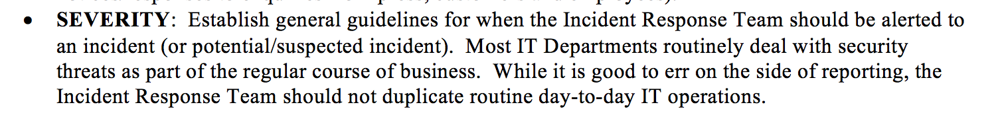 • SEVERITY: Establish general guidelines for when the Incident Response Team should be alerted to
an incident (or potential/suspected incident). Most IT Departments routinely deal with security
threats as part of the regular course of business. While it is good to err on the side of reporting, the
Incident Response Team should not duplicate routine day-to-day IT operations.